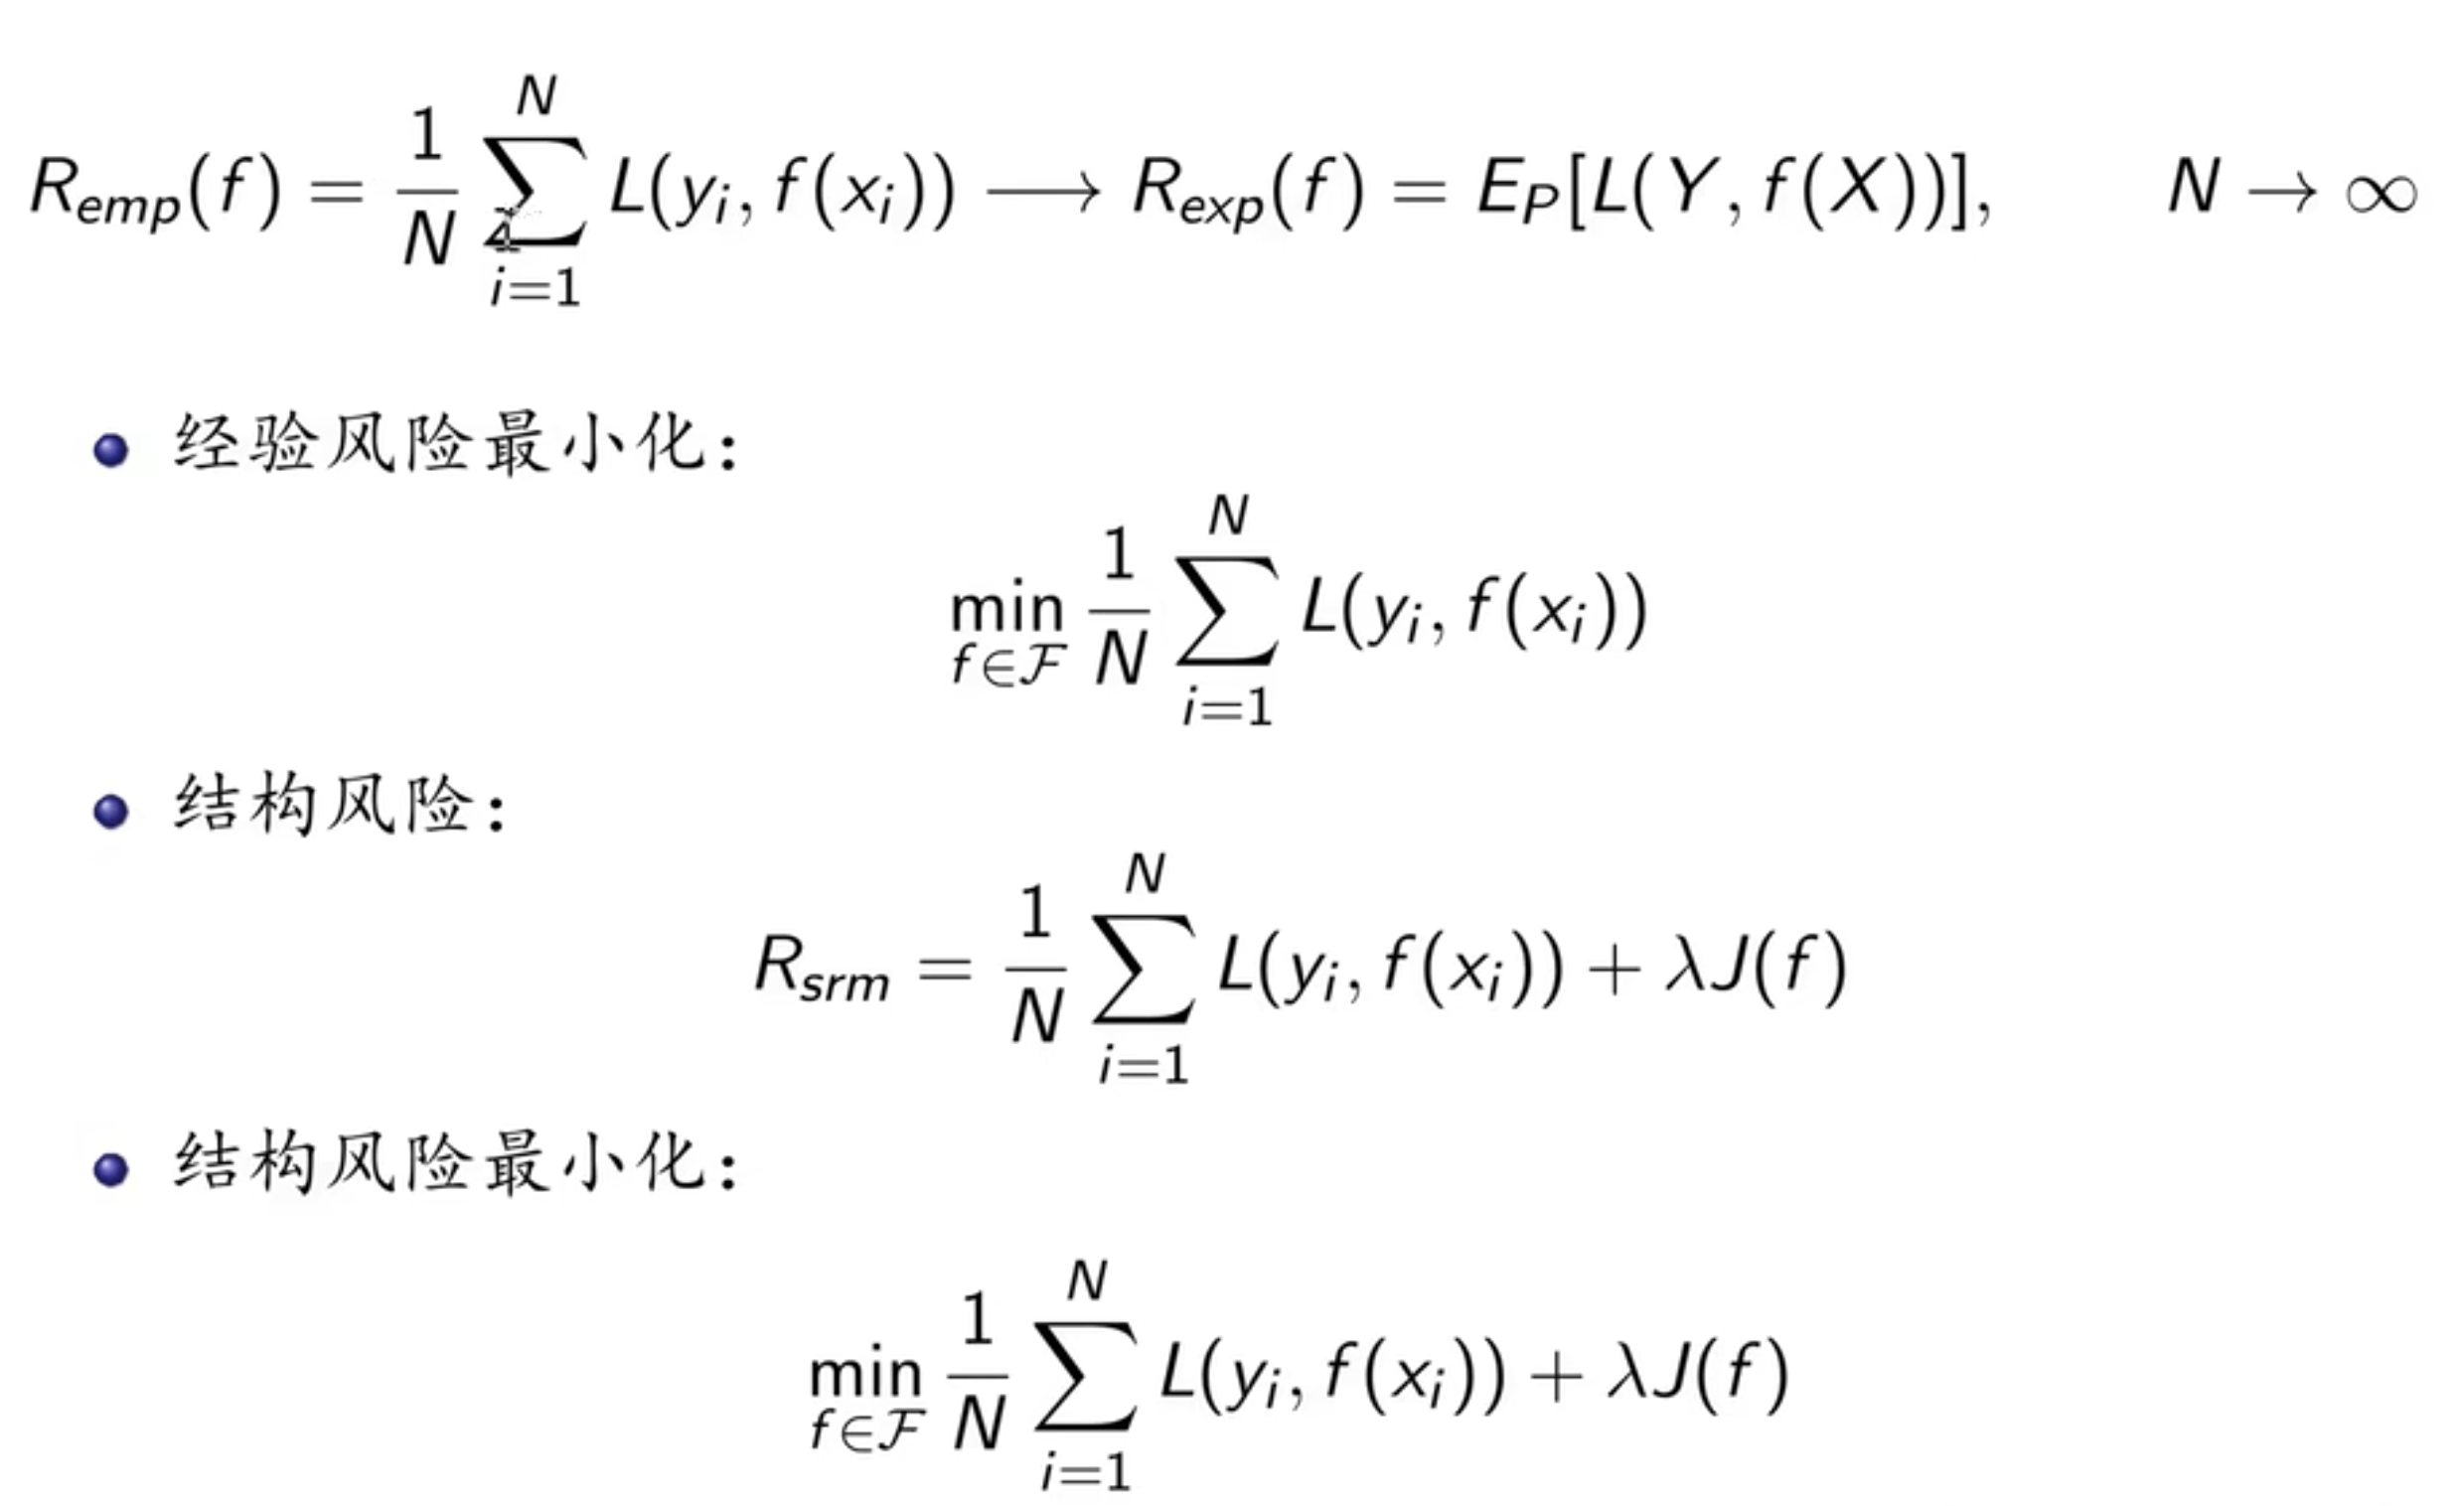 R_{emp}(f) = \frac{1}{N} \sum_{i=1}^{N} L(y_i, f(x_i)) \longrightarrow R_{exp}(f) = E_P[L(Y, f(X))], \quad N \to \infty
• 经验风险最小化：
\min_{f \in \mathcal{F}} \frac{1}{N} \sum_{i=1}^{N} L(y_i, f(x_i))
• 结构风险：
R_{srm} = \frac{1}{N} \sum_{i=1}^{N} L(y_i, f(x_i)) + \lambda J(f)
• 结构风险最小化：
\min_{f \in \mathcal{F}} \frac{1}{N} \sum_{i=1}^{N} L(y_i, f(x_i)) + \lambda J(f)